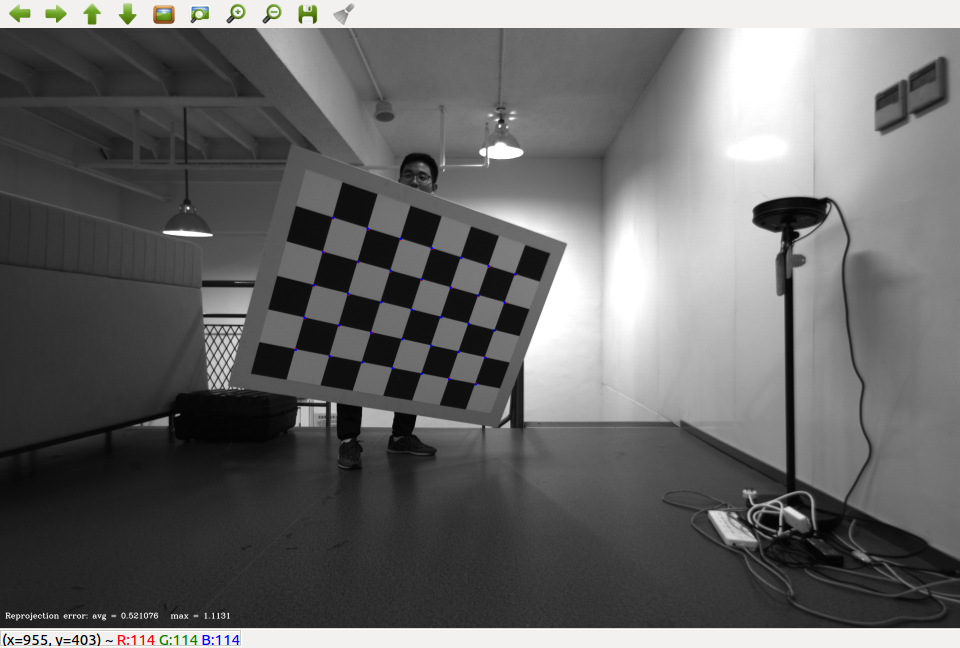 Reprojection error: avg = 0.521076 max = 1.1131
(x=955, y=403) ~ R:114 G:114 B:114